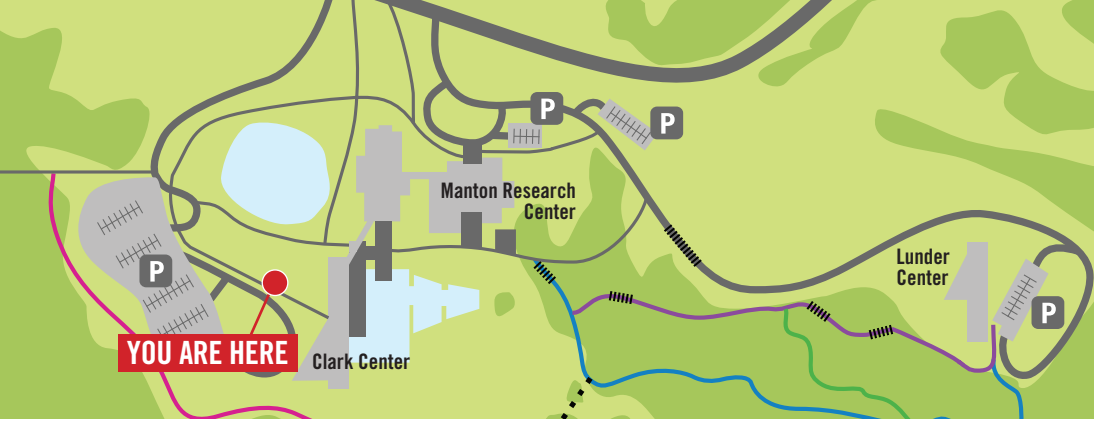 P
P
Manton Research
Center
Lunder
Center
P
P
YOU ARE HERE
Clark Center